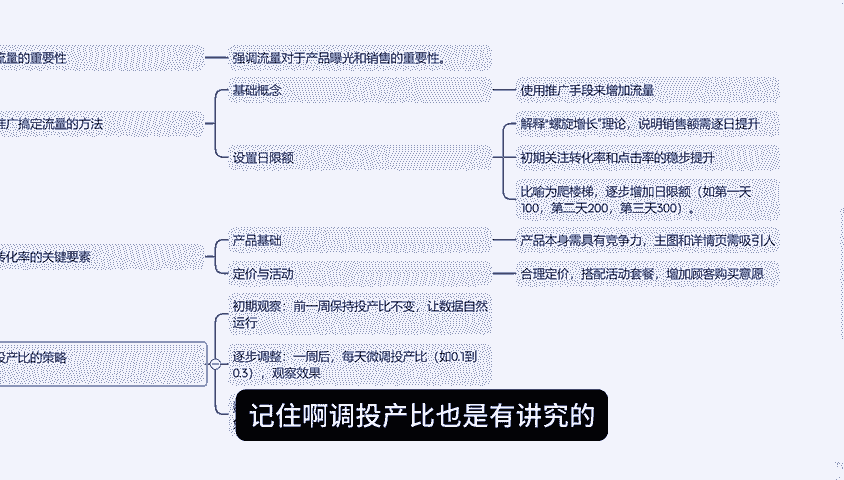 流量的重要性
强调流量对于产品曝光和销售的重要性。
推广搞定流量的方法
基础概念
使用推广手段来增加流量
设置日限额
解释“螺旋增长”理论，说明销售额需逐日提升
初期关注转化率和点击率的稳步提升
比喻为爬楼梯，逐步增加日限额（如第一天
100，第二天200，第三天300）。
转化率的关键要素
产品基础
产品本身需具有竞争力，主图和详情页需吸引人
定价与活动
合理定价，搭配活动套餐，增加顾客购买意愿
投产比的策略
初期观察：前一周保持投产比不变，让数据自然
运行
逐步调整：一周后，每天微调投产比（如0.1到
0.3），观察效果
记住啊调投产比也是有讲究的